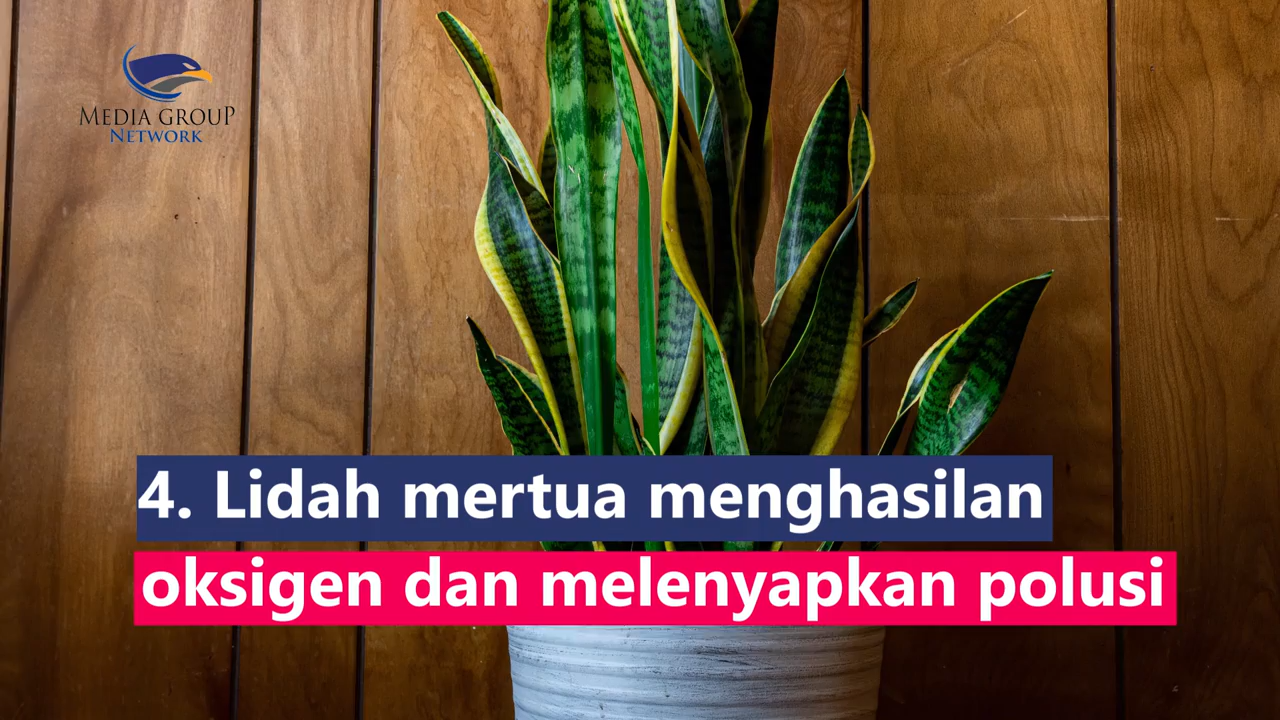 MEDIA GROUP
NETWORK
4. Lidah mertua menghasilan
oksigen dan melenyapkan polusi